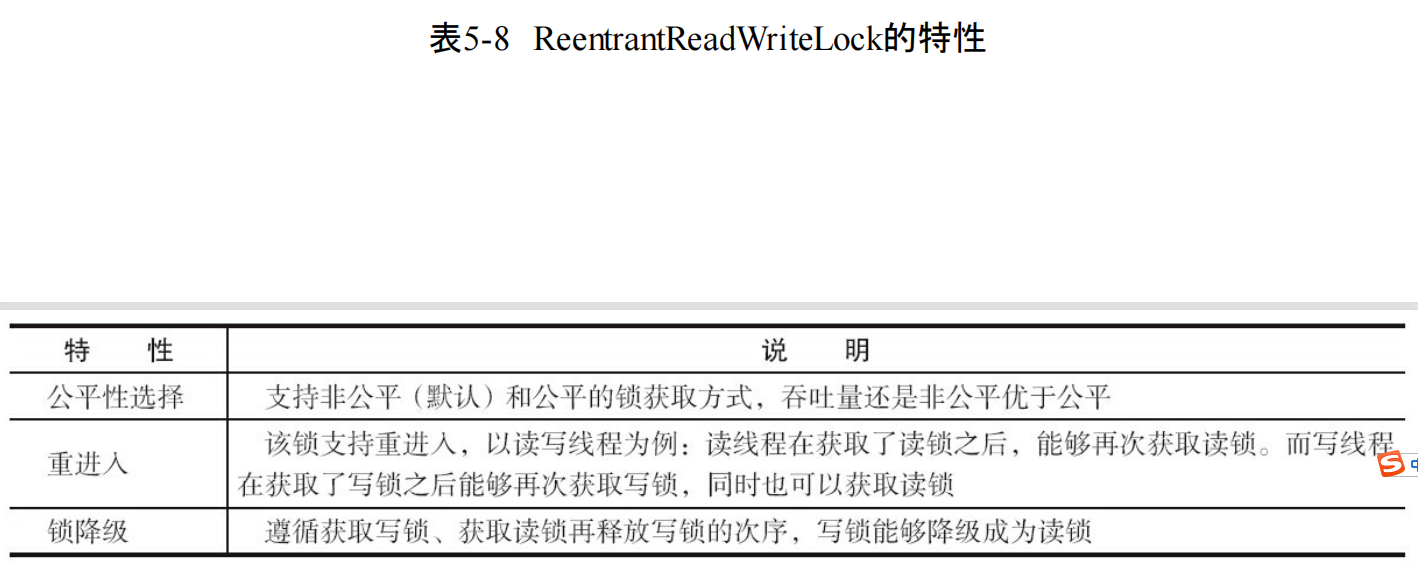 表5-8 ReentrantReadWriteLock的特性
特 性 说 明
公平性选择 支持非公平（默认）和公平的锁获取方式，吞吐量还是非公平优于公平
重进入 该锁支持重进入，以读写线程为例：读线程在获取了读锁之后，能够再次获取读锁。而写线程
在获取了写锁之后能够再次获取写锁，同时也可以获取读锁
锁降级 遵循获取写锁、获取读锁再释放写锁的次序，写锁能够降级成为读锁